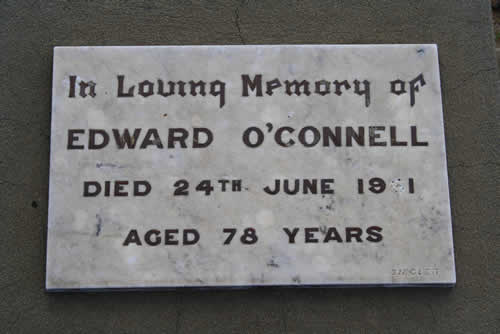 In Loving Memory of
EDWARD O'CONNELL
DIED 24TH JUNE
AGED 78 YEARS